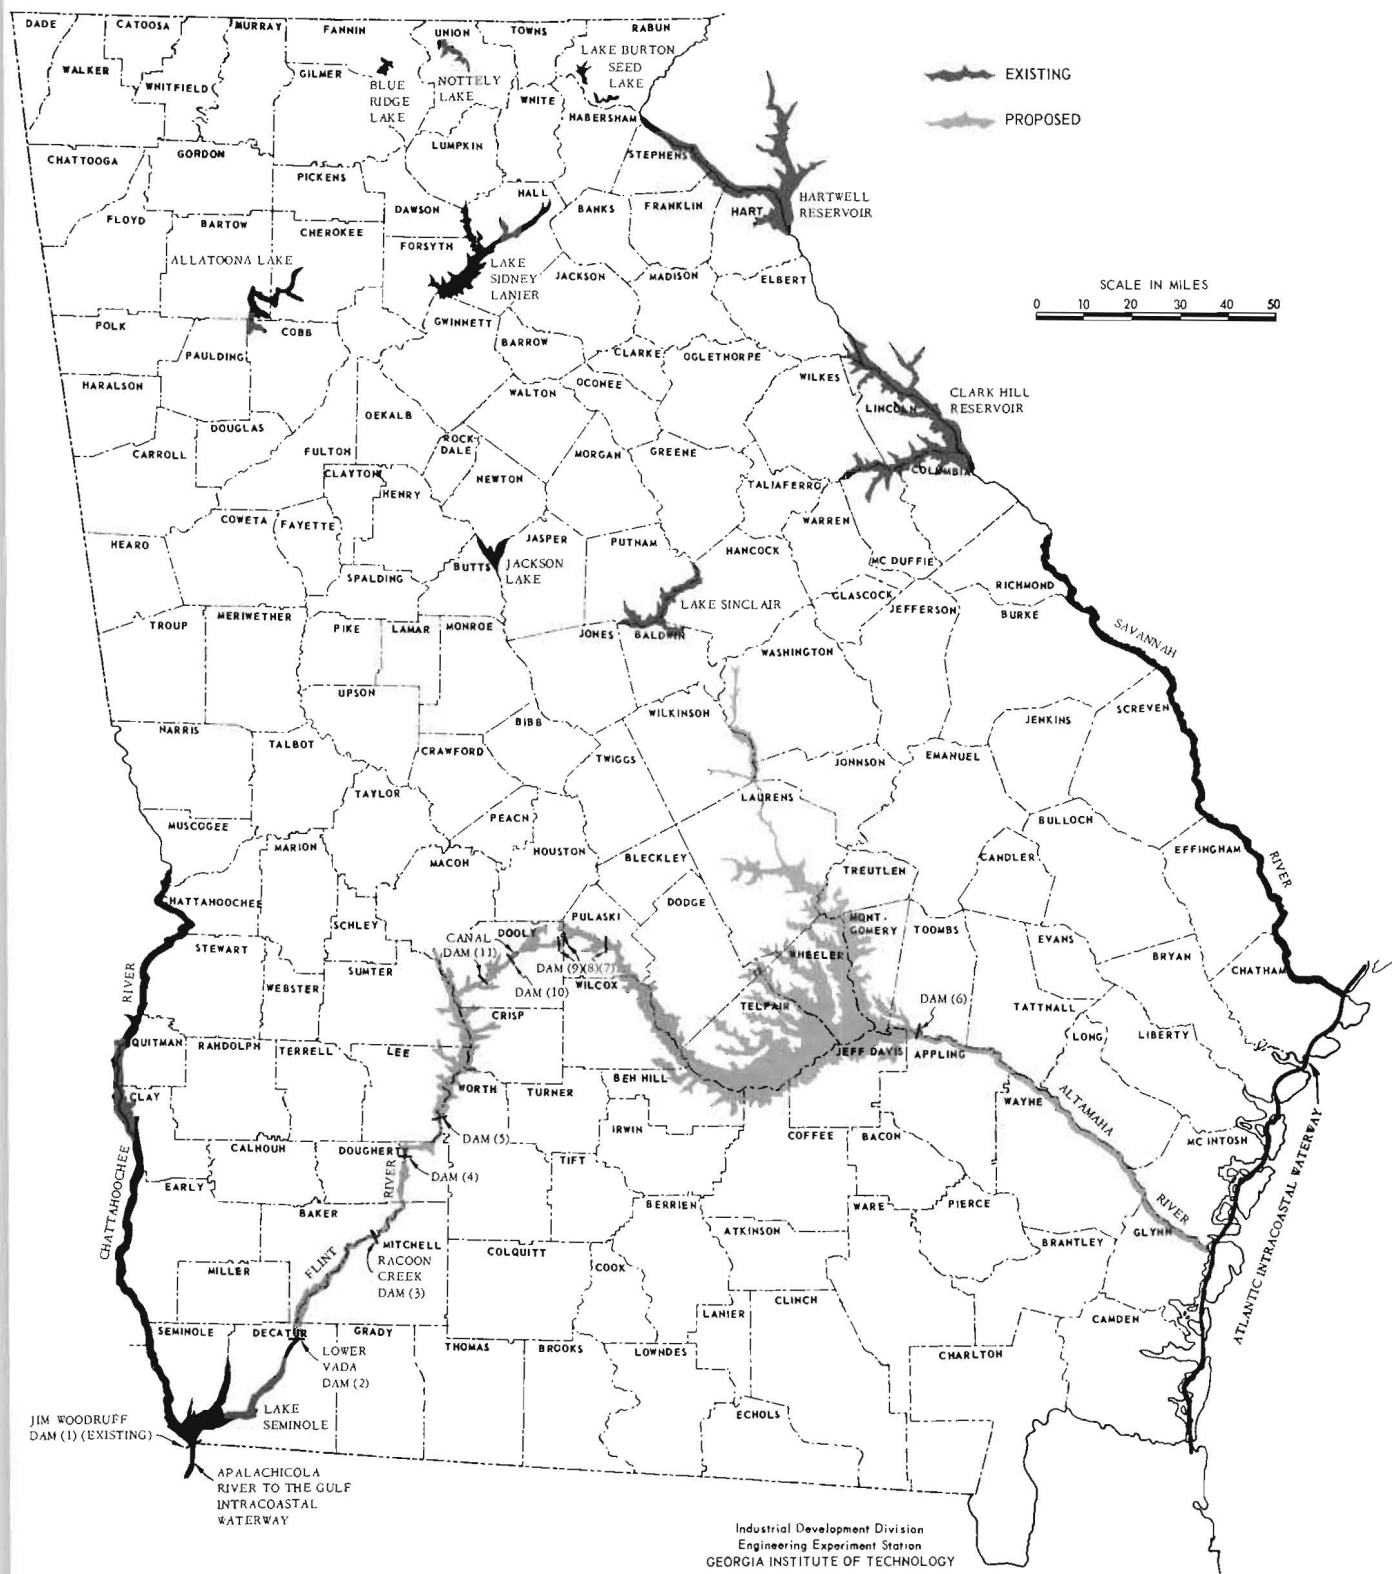 DADE
CATOOSA
MURRAY
FANNIN
UNION
TOWNS
RABUN
WALKER
WHITFIELD
GILMER
BLUE
RIDGE
LAKE
NOTTELY
LAKE
LAKE BURTON
SEED
LAKE
WHITE
HABERSHAM
EXISTING
PROPOSED
CHATTOOGA
GORDON
PICKENS
LUMPKIN
STEPHENS
FLOYD
BARTOW
CHEROKEE
DAWSON
HALL
BANKS
FRANKLIN
HART
HARTWELL
RESERVOIR
ALLATOONA LAKE
FORSYTH
LAKE
SIDNEY
LANIER
JACKSON
MADISON
ELBERT
SCALE IN MILES
0 10 20 30 40 50
POLK
COBB
GWINNETT
BARROW
PAULDING
CLARKE
OGLETHORPE
HARALSON
WALTON
OCONEE
WILKES
LINCOLN
CLARK HILL
RESERVOIR
DOUGLAS
OEKALB
CARROLL
FULTON
ROCK
DALE
MORGAN
GREENE
CLAYTON
HENRY
NEWTON
TALIAFERRO
COLUMBIA
COWETA
FAYETTE
WARREN
HEARO
JASPER
PUTNAM
HANCOCK
MC DUFFIE
SPALDING
BUTTS
JACKSON
LAKE
RICHMOND
LAKE SINCLAIR
GLASCOCK
JEFFERSON
BURKE
TROUP
MERIWETHER
PIKE
LAMAR
MONROE
JONES
BALDWIN
WASHINGTON
SAVANNAH
UPSON
WILKINSON
BIBB
JENKINS
SCREVEN
NARRIS
TALBOT
CRAWFORD
TWIGGS
JOHNSON
EMANUEL
TAYLOR
LAURENS
MUSCOGEE
MARION
PEACH
BULLOCH
EFFINGHAM
MACOH
HOUSTON
BLECKLEY
CANDLER
TREUTLEN
RIVER
HATTAHOOCHEE
SCHLEY
DOOLY
PULASKI
DODGE
MONT-
GOMERY
TOOMBS
EVANS
STEWART
CANAL
DAM (11)
WHEELER
BRYAN
CHATHAM
SUMTER
DAM (9)(8)(7)
RIVER
WEBSTER
DAM (10)
WILCOX
TELFAIR
DAM (6)
TATTNALL
CRISP
LONG
LIBERTY
QUITMAN
RANDOLPH
TERRELL
LEE
JEFF DAVIS
APPLING
CLAY
WORTH
TURNER
BEH HILL
WAYNE
ALTAMAHA
CALHOUH
DOUGHERT
DAM (5)
IRWIN
COFFEE
BACON
MC INTOSH
CHATTAHOOCHEE
EARLY
RIVER
DAM (4)
TIFT
BERRIEN
WARE
PIERCE
RIVER
BAKER
ATKINSON
GLYNN
FLINT
MITCHELL
COLQUITT
BRANTLEY
ATLANTIC INTRACOASTAL WATERWAY
MILLER
RACOON
CREEK
DAM (3)
COOK
CLINCH
LANIER
CAMDEN
SEMINOLE
DECATUR
GRADY
THOMAS
BROOKS
LOWNDES
CHARLTON
LOWER
VADA
DAM (2)
LAKE
SEMINOLE
ECHOLS
JIM WOODRUFF
DAM (1) (EXISTING)
APALACHICOLA
RIVER TO THE GULF
INTRACOASTAL
WATERWAY
Industrial Development Division
Engineering Experiment Station
GEORGIA INSTITUTE OF TECHNOLOGY